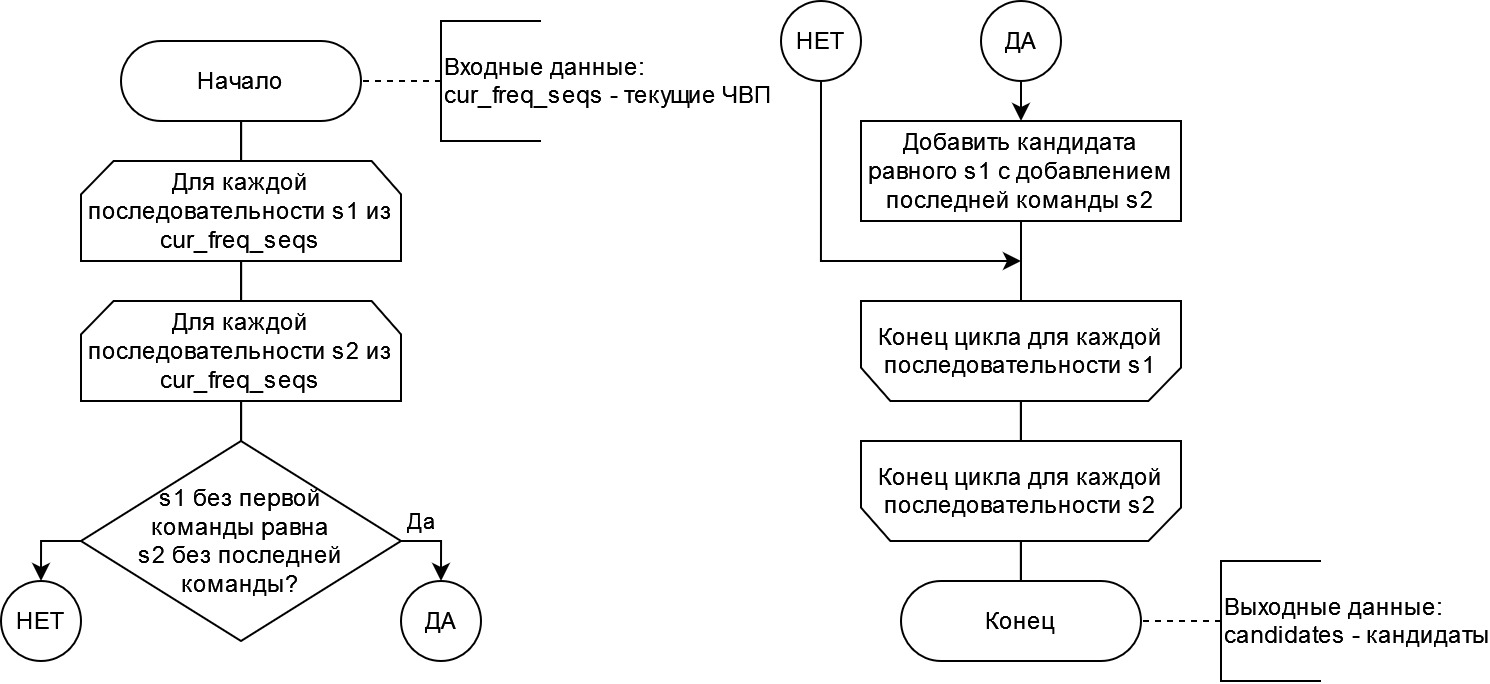 Начало
Входные данные:
cur_freq_seqs - текущие ЧВП
Для каждой
последовательности s1 из
cur_freq_seqs
Для каждой
последовательности s2 из
cur_freq_seqs
s1 без первой
команды равна
s2 без последней
команды?
Да
НЕТ
ДА
НЕТ
ДА
Добавить кандидата
равного s1 с добавлением
последней команды s2
Конец цикла для каждой
последовательности s1
Конец цикла для каждой
последовательности s2
Конец
Выходные данные:
candidates - кандидаты